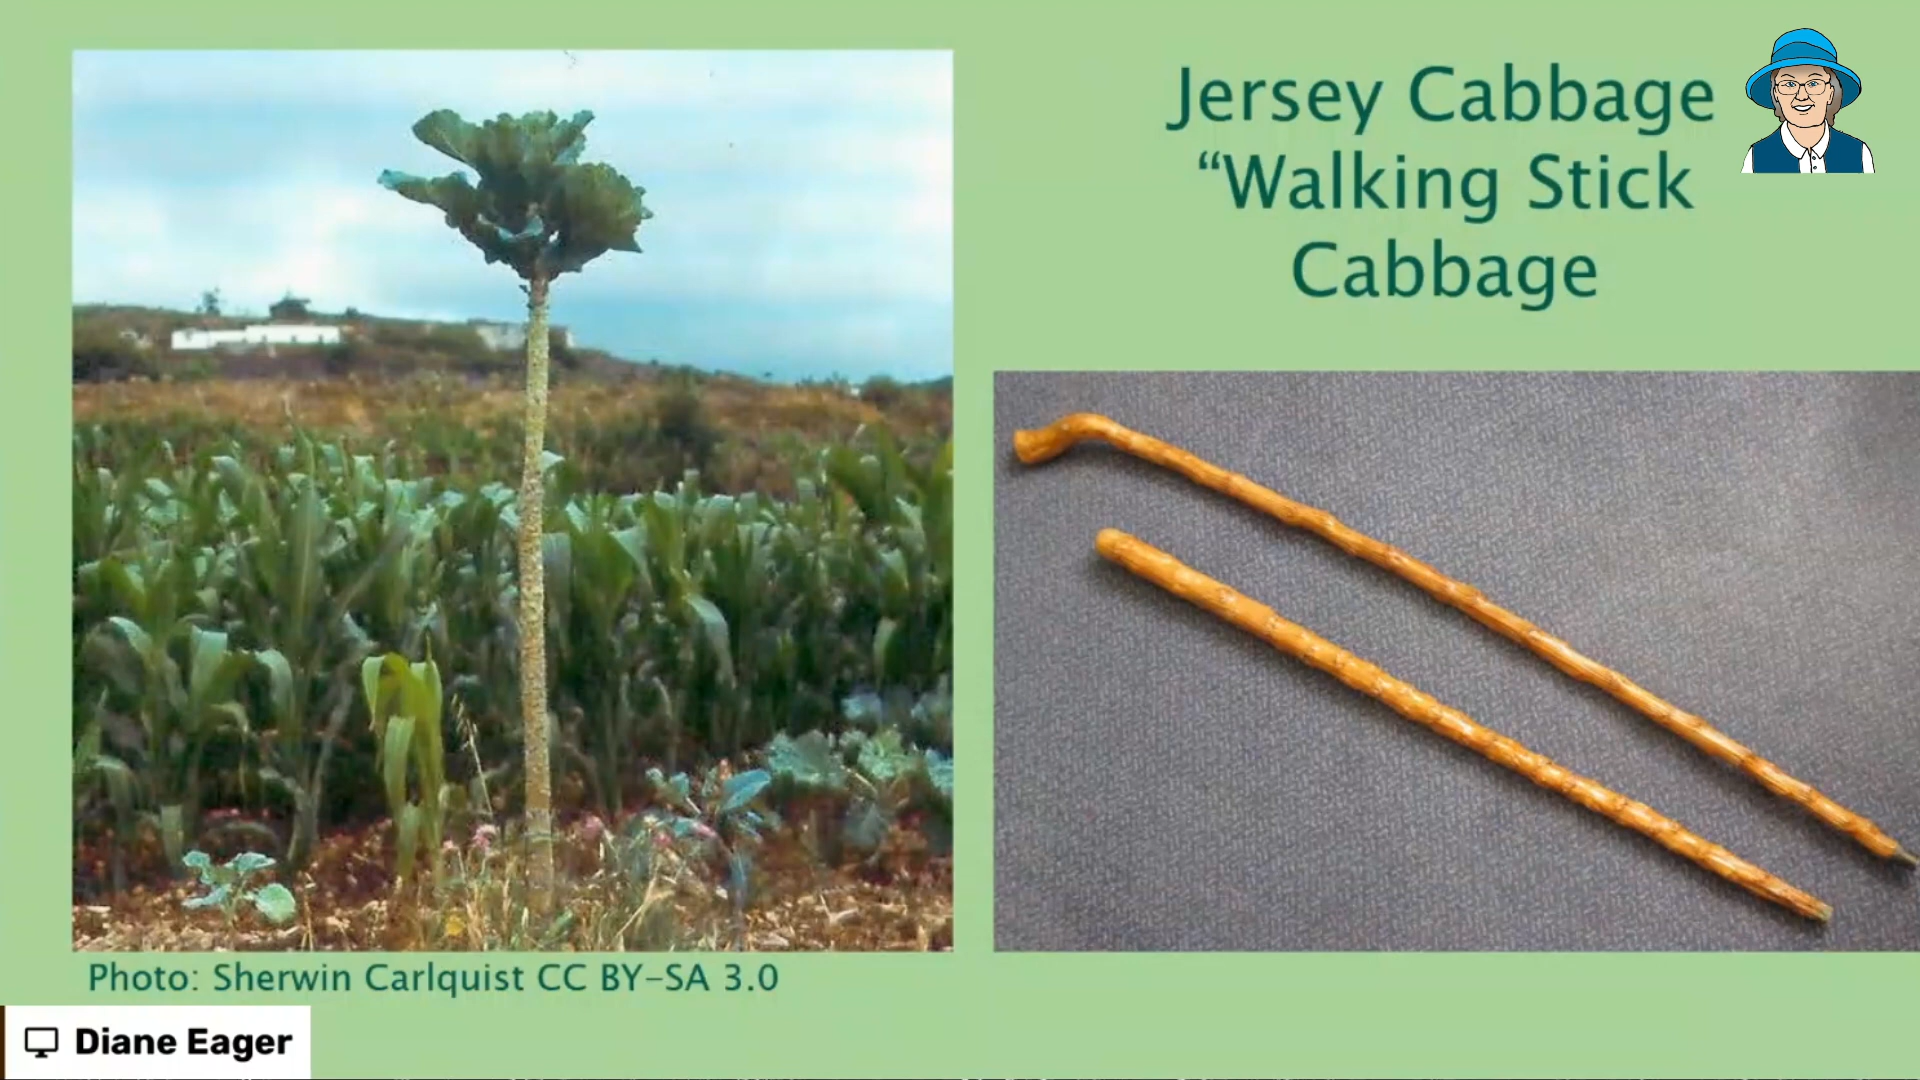 Jersey Cabbage
“Walking Stick
Cabbage
Photo: Sherwin Carlquist CC BY-SA 3.0
Diane Eager